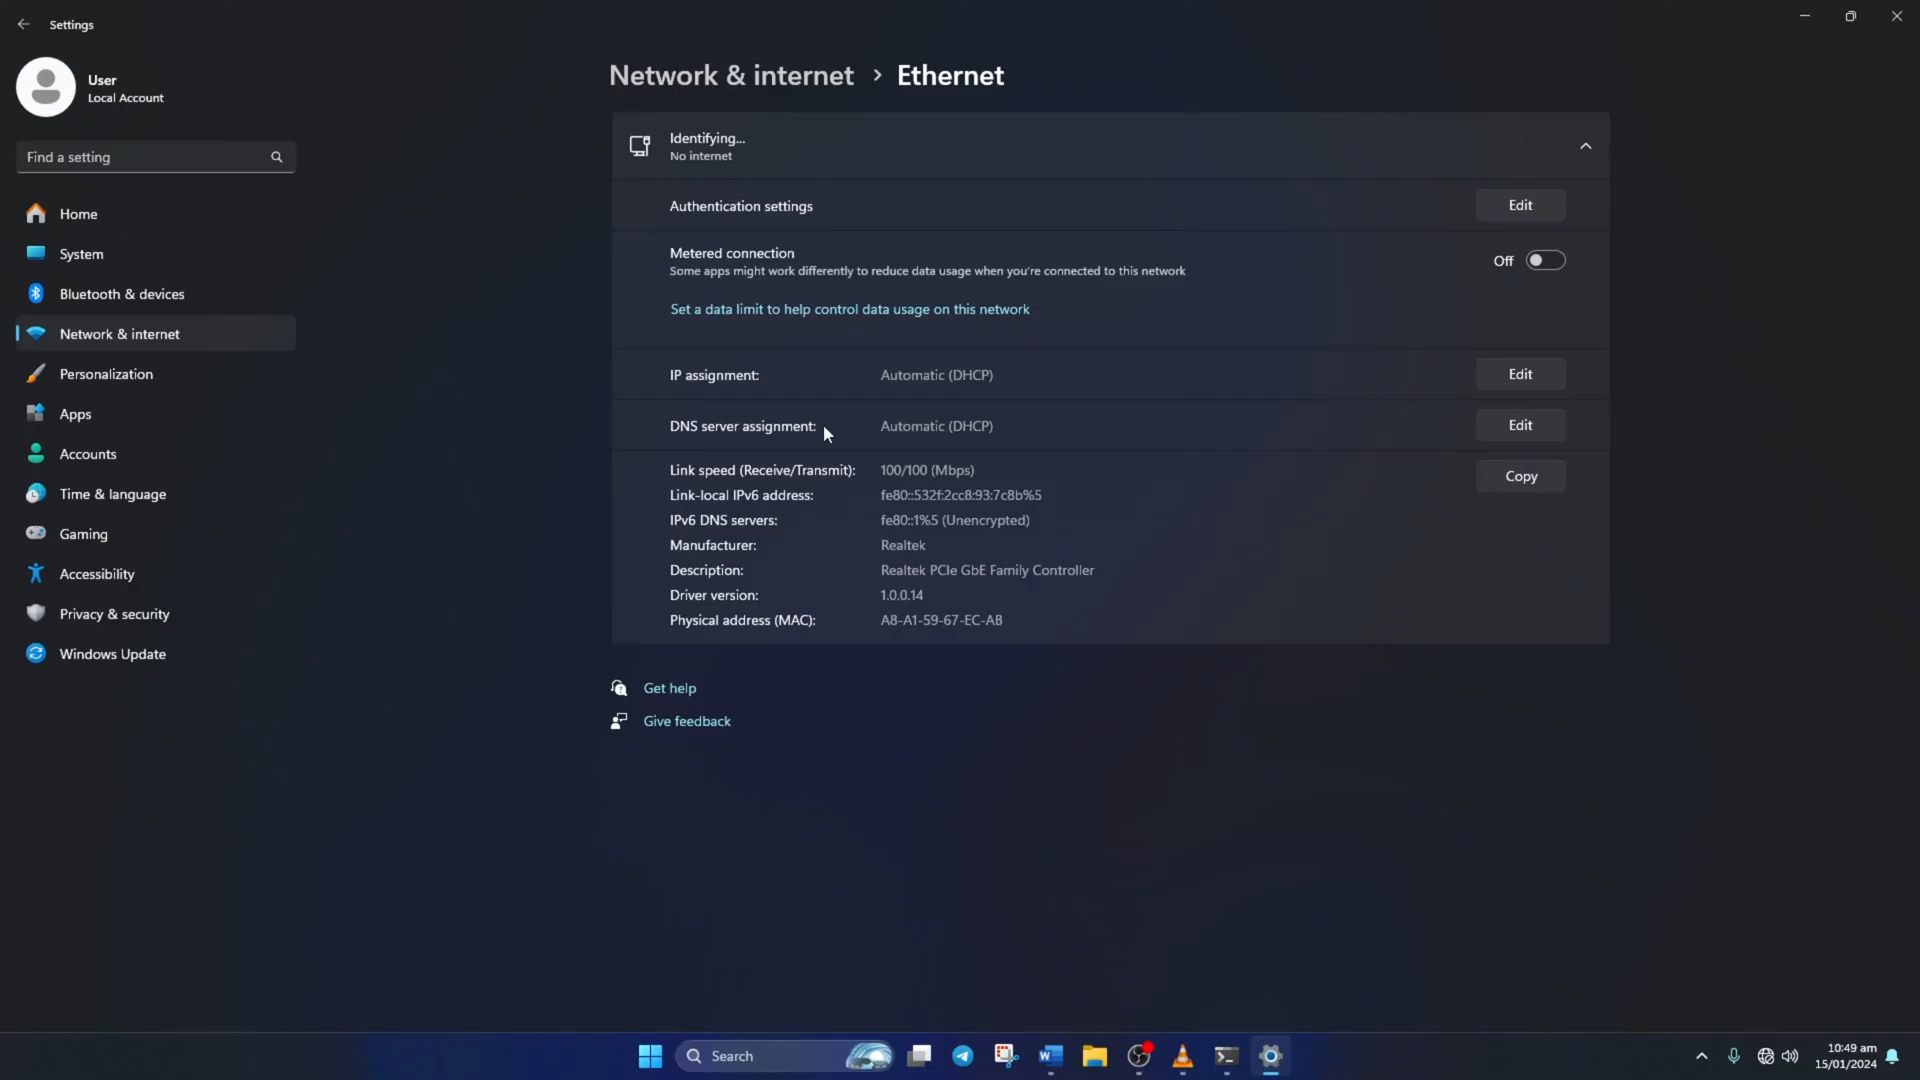 Settings
User
Local Account
Find a setting
Home
System
Bluetooth & devices
Network & internet
Personalization
Apps
Accounts
Time & language
Gaming
Accessibility
Privacy & security
Windows Update
Network & internet > Ethernet
Identifying...
No internet
Authentication settings Edit
Metered connection
Some apps might work differently to reduce data usage when you're connected to this network
Off
Set a data limit to help control data usage on this network
IP assignment: Automatic (DHCP) Edit
DNS server assignment: Automatic (DHCP) Edit
Link speed (Receive/Transmit): 100/100 (Mbps) Copy
Link-local IPv6 address: fe80::532f:2cc8:93:7c8b%5
IPv6 DNS servers: fe80::1%5 (Unencrypted)
Manufacturer: Realtek
Description: Realtek PCIe GbE Family Controller
Driver version: 1.0.0.14
Physical address (MAC): A8-A1-59-67-EC-AB
Get help
Give feedback
Search
10:49 am
15/01/2024